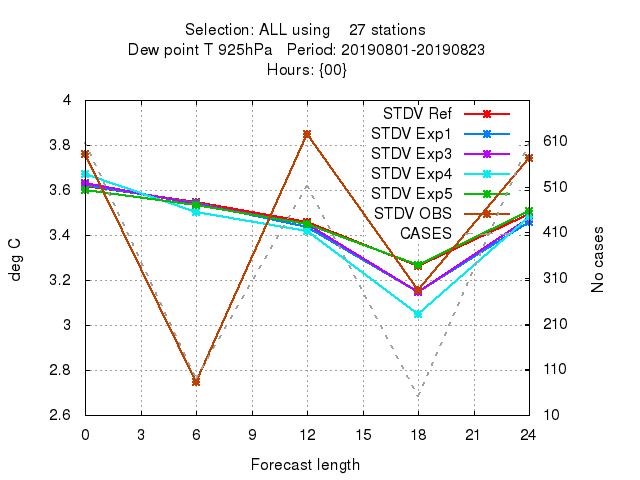 Selection: ALL using 27 stations
Dew point T 925hPa Period: 20190801-20190823
Hours: {00}
STDV Ref
STDV Exp1
STDV Exp3
STDV Exp4
STDV Exp5
STDV OBS
CASES
4
3.8
3.6
3.4
3.2
3
2.8
2.6
deg C
610
510
410
310
210
110
10
No cases
0 3 6 9 12 15 18 21 24
Forecast length